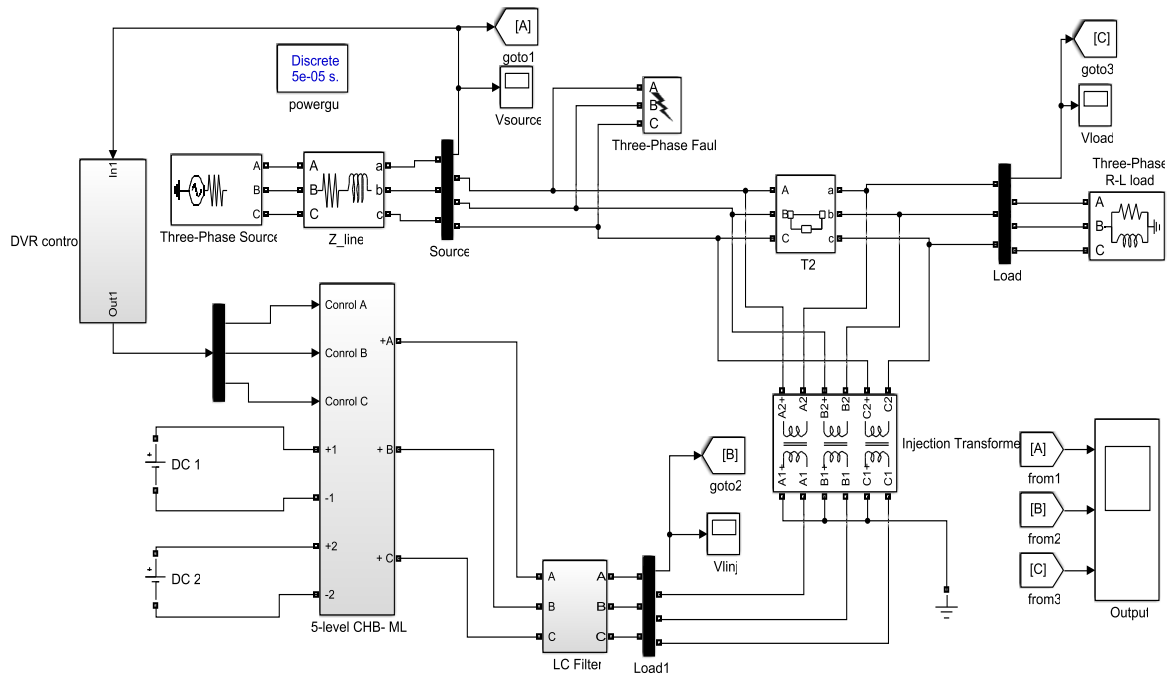 [A]
goto1
Discrete
5e-05 s.
powergu
Vsource
In1
DVR contro
Out1
A
B
C
Three-Phase Source
A
B
C
a
b
c
Z_line
Source
A
B
C
Three-Phase Faul
A
B
C
a
b
c
T2
[C]
goto3
Vload
Load
Three-Phase
R-L load
A
B
C
Conrol A
Conrol B
Conrol C
+1
-1
+2
-2
+A
+ B
+ C
5-level CHB- ML
DC 1
+
DC 2
+
A
B
C
A
B
C
LC Filter
Load1
[B]
goto2
Vlinj
A2+
A2
B2+
B2
C2+
C2
A1+
A1
B1+
B1
C1+
C1
Injection Transforme
[A]
from1
[B]
from2
[C]
from3
Output